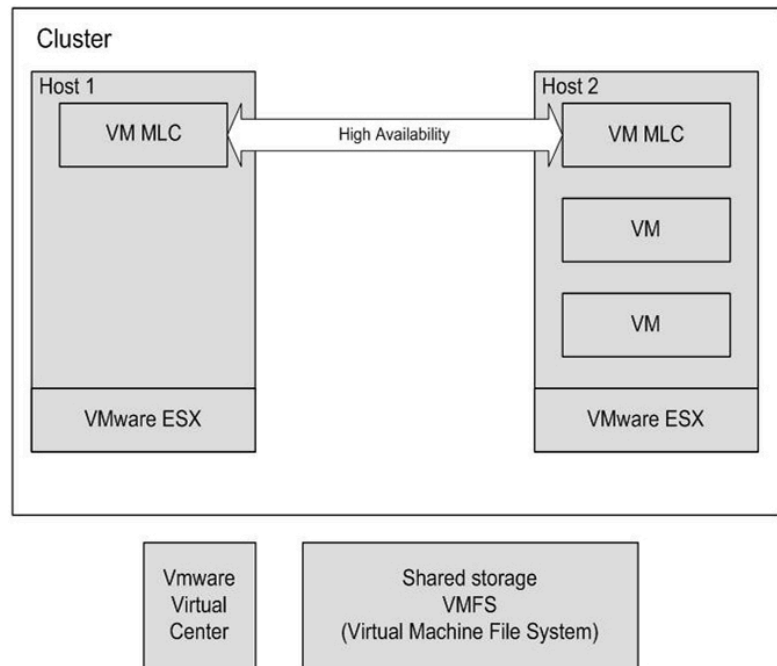 Cluster
Host 1
VM MLC
High Availability
Host 2
VM MLC
VM
VM
VMware ESX
VMware ESX
Vmware
Virtual
Center
Shared storage
VMFS
(Virtual Machine File System)